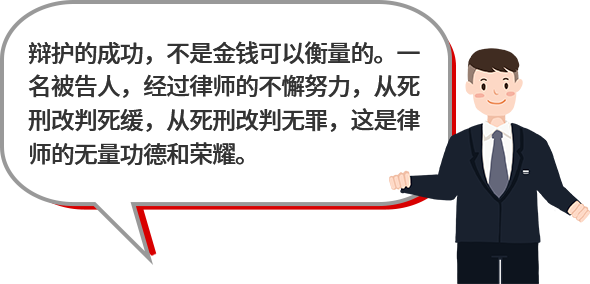 辩护的成功，不是金钱可以衡量的。一
名被告人，经过律师的不懈努力，从死
刑改判死缓，从死刑改判无罪，这是律
师的无量功德和荣耀。